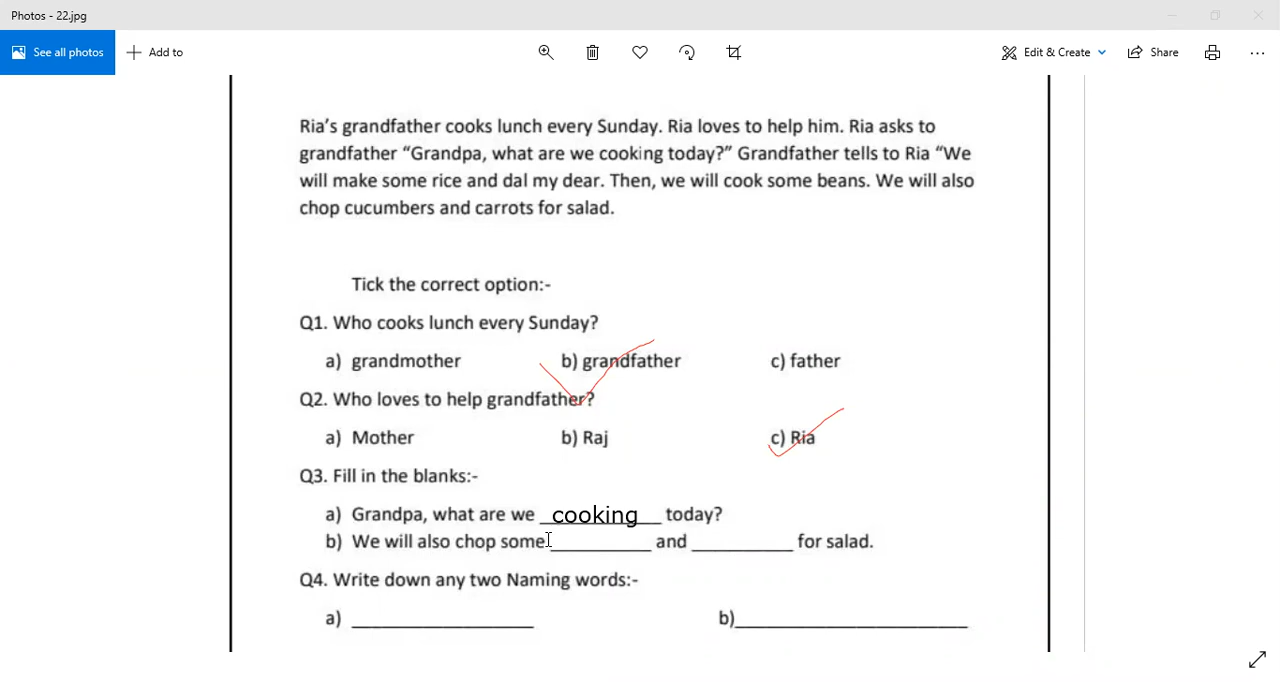 Photos - 22.jpg
See all photos
Add to
Edit & Create
Share
Ria’s grandfather cooks lunch every Sunday. Ria loves to help him. Ria asks to
grandfather “Grandpa, what are we cooking today?” Grandfather tells to Ria “We
will make some rice and dal my dear. Then, we will cook some beans. We will also
chop cucumbers and carrots for salad.
Tick the correct option:-
Q1. Who cooks lunch every Sunday?
a) grandmother b) grandfather c) father
Q2. Who loves to help grandfather?
a) Mother b) Raj c) Ria
Q3. Fill in the blanks:-
a) Grandpa, what are we cooking today?
b) We will also chop some __________ and __________ for salad.
Q4. Write down any two Naming words:-
a) __________________ b)_______________________